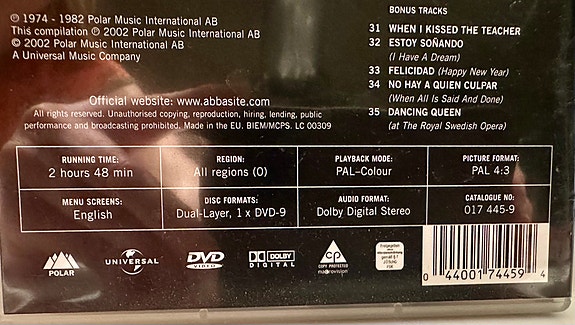 ℗ 1974 - 1982 Polar Music International AB
This compilation ℗ 2002 Polar Music International AB
© 2002 Polar Music International AB
A Universal Music Company
Official website: www.abbasite.com
All rights reserved. Unauthorised copying, reproduction, hiring, lending, public
performance and broadcasting prohibited. Made in the EU. BIEM/MCPS. LC 00309
BONUS TRACKS
31 WHEN I KISSED THE TEACHER
32 ESTOY SOÑANDO
(I Have A Dream)
33 FELICIDAD (Happy New Year)
34 NO HAY A QUIEN CULPAR
(When All Is Said And Done)
35 DANCING QUEEN
(at The Royal Swedish Opera)
RUNNING TIME:
2 hours 48 min
REGION:
All regions (0)
PLAYBACK MODE:
PAL–Colour
PICTURE FORMAT:
PAL 4:3
MENU SCREENS:
English
DISC FORMATS:
Dual-Layer, 1 x DVD-9
AUDIO FORMAT:
Dolby Digital Stereo
CATALOGUE NO:
017 445-9
POLAR
UNIVERSAL
DVD
VIDEO
DOLBY
DIGITAL
CP
COPY PROTECTED
macrovision
0 44001 74459 4